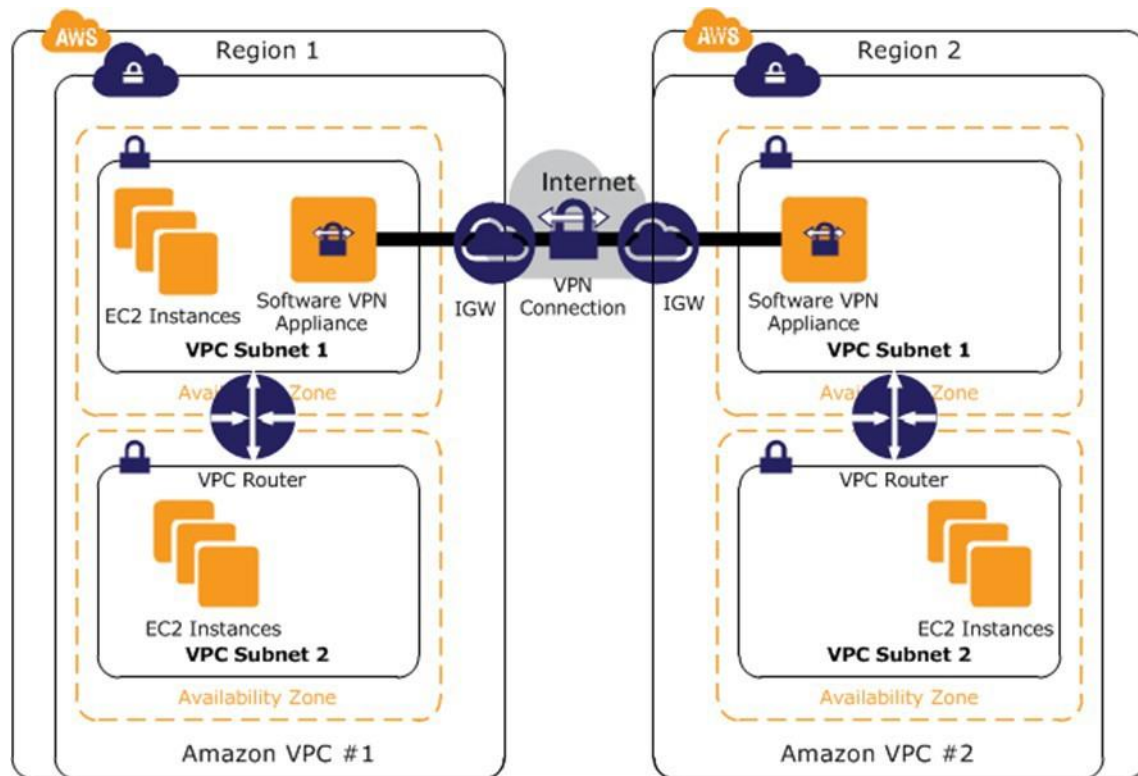 AWS
Region 1
EC2 Instances
Software VPN
Appliance
VPC Subnet 1
Availability Zone
VPC Router
EC2 Instances
VPC Subnet 2
Availability Zone
Amazon VPC #1
IGW
Internet
VPN
Connection
IGW
AWS
Region 2
Software VPN
Appliance
VPC Subnet 1
Availability Zone
VPC Router
EC2 Instances
VPC Subnet 2
Availability Zone
Amazon VPC #2